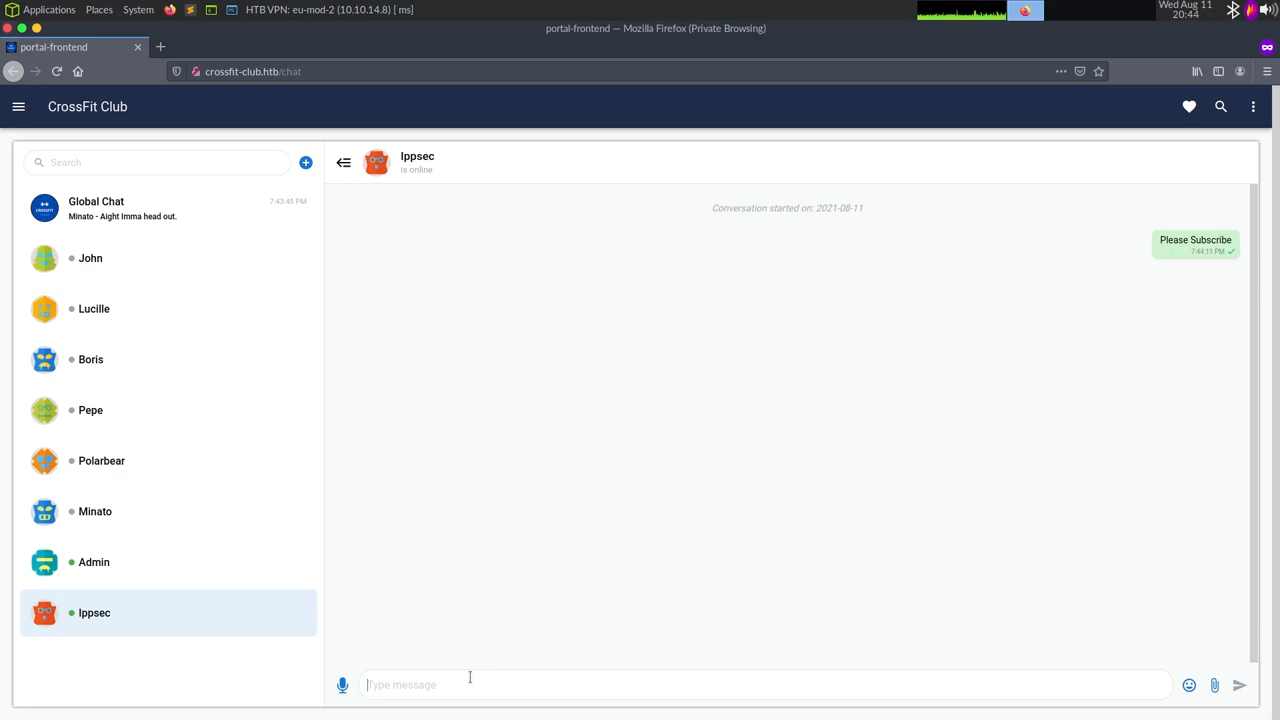 Applications Places System HTB VPN: eu-mod-2 (10.10.14.8) [ ms] Wed Aug 11
20:44
portal-frontend — Mozilla Firefox (Private Browsing)
portal-frontend
crossfit-club.htb/chat
CrossFit Club
Search
Ippsec
is online
Global Chat 7:43:45 PM
Minato - Aight Imma head out.
Conversation started on: 2021-08-11
Please Subscribe
7:44:11 PM
John
Lucille
Boris
Pepe
Polarbear
Minato
Admin
Ippsec
Type message